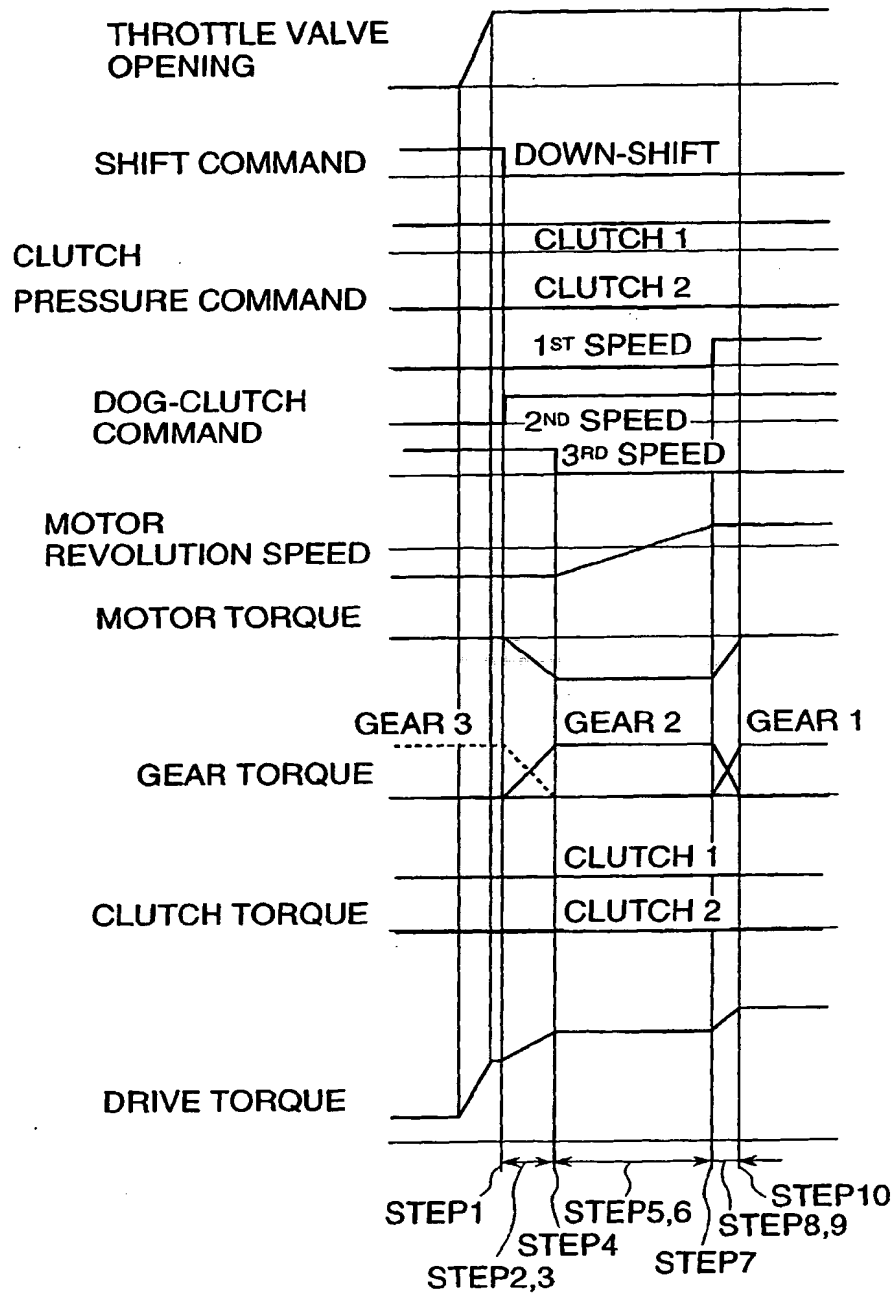 THROTTLE VALVE
OPENING
SHIFT COMMAND
DOWN-SHIFT
CLUTCH
PRESSURE COMMAND
CLUTCH 1
CLUTCH 2
DOG-CLUTCH
COMMAND
1ST SPEED
2ND SPEED
3RD SPEED
MOTOR
REVOLUTION SPEED
MOTOR TORQUE
GEAR 3
GEAR 2
GEAR 1
GEAR TORQUE
CLUTCH 1
CLUTCH TORQUE
CLUTCH 2
DRIVE TORQUE
STEP1
STEP2,3
STEP4
STEP5,6
STEP7
STEP8,9
STEP10